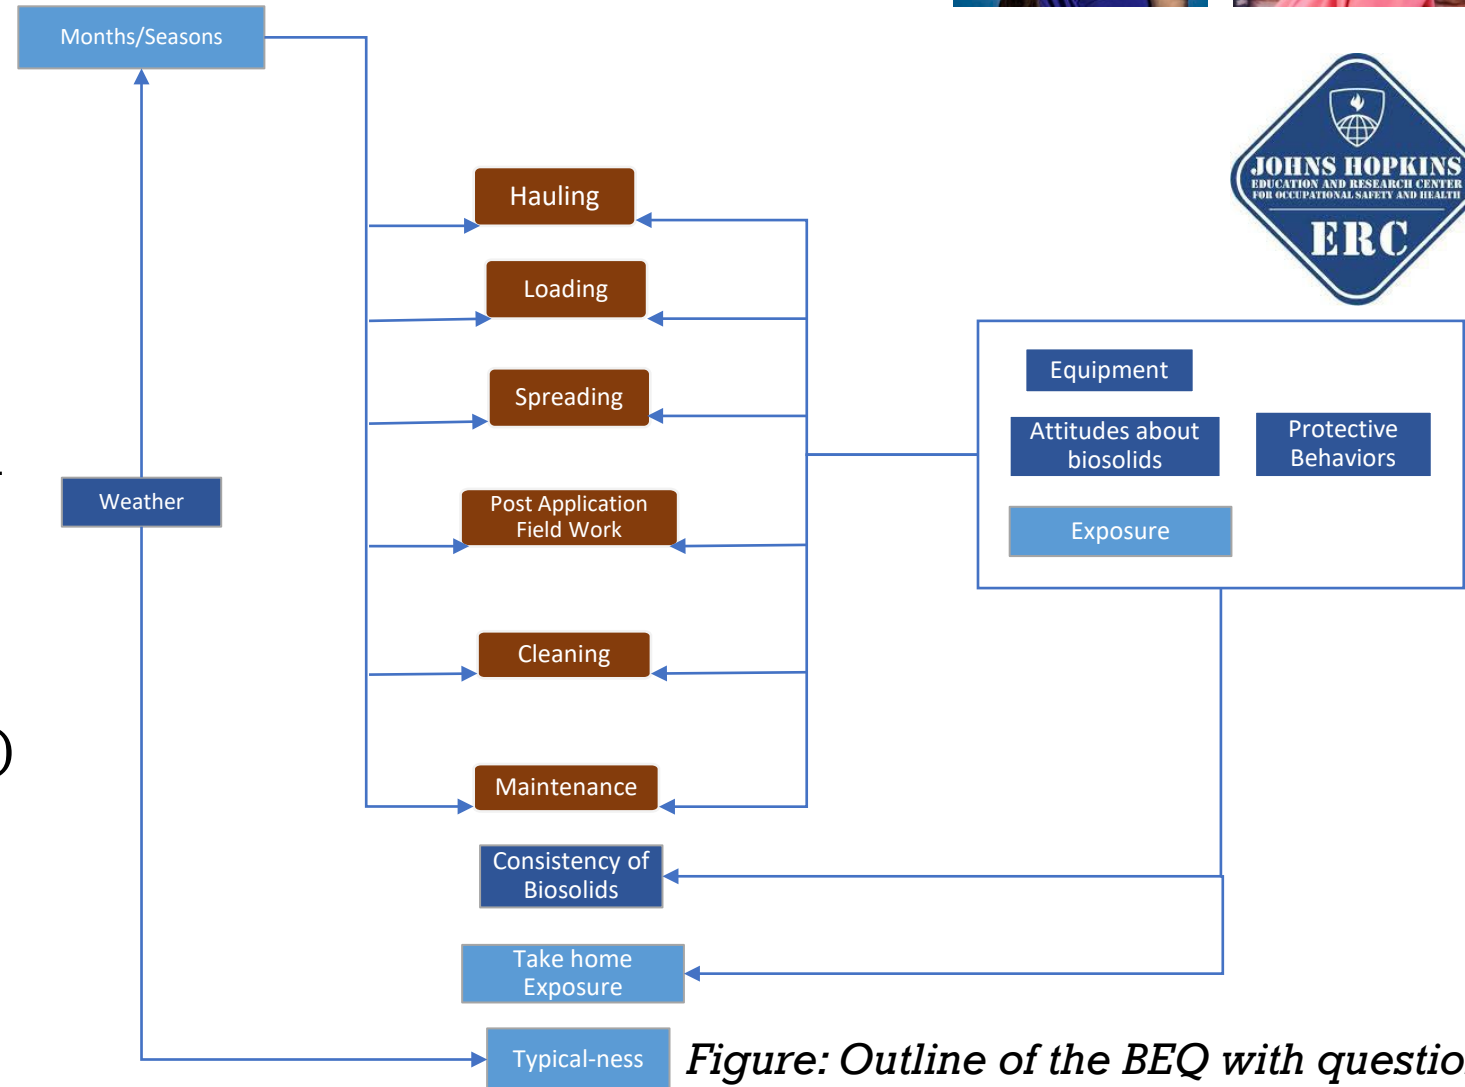 Months/Seasons
JOHNS HOPKINS
EDUCATION AND RESEARCH CENTER
FOR OCCUPATIONAL SAFETY AND HEALTH
ERC
Hauling
Loading
Spreading
Post Application
Field Work
Cleaning
Maintenance
Weather
Equipment
Attitudes about
biosolids
Protective
Behaviors
Exposure
)
Consistency of
Biosolids
Take home
Exposure
Typical-ness
Figure: Outline of the BEQ with questio